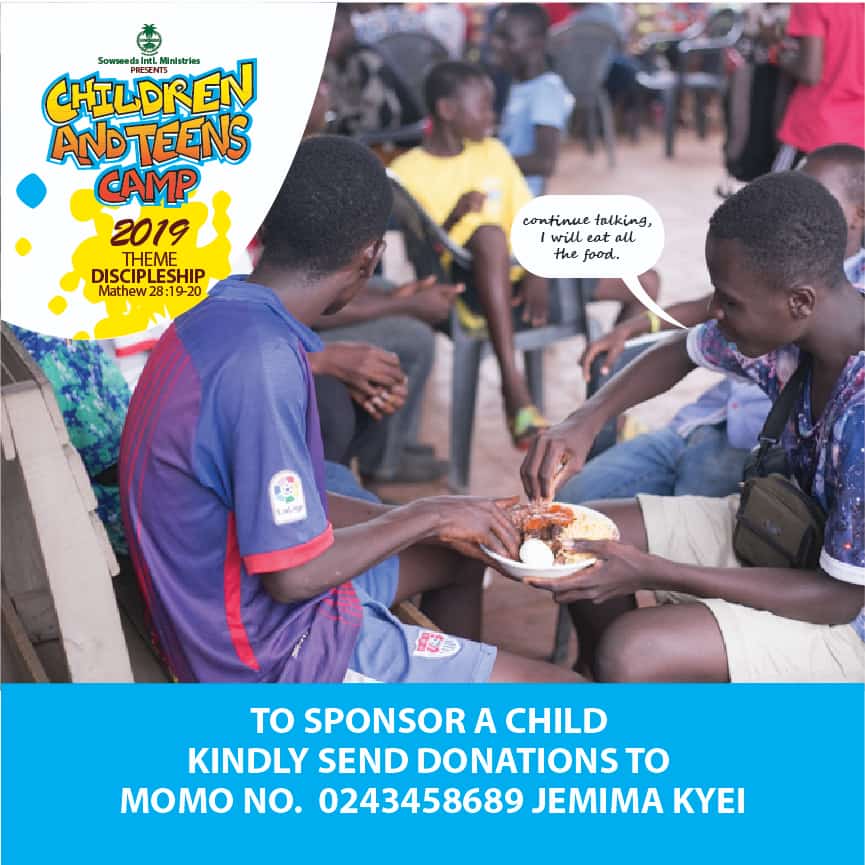 Sowseeds Intl. Ministries
PRESENTS
CHILDREN
AND TEENS
CAMP
2019
THEME
DISCIPLESHIP
Mathew 28 :19-20
continue talking,
I will eat all
the food.
TO SPONSOR A CHILD
KINDLY SEND DONATIONS TO
MOMO NO. 0243458689 JEMIMA KYEI